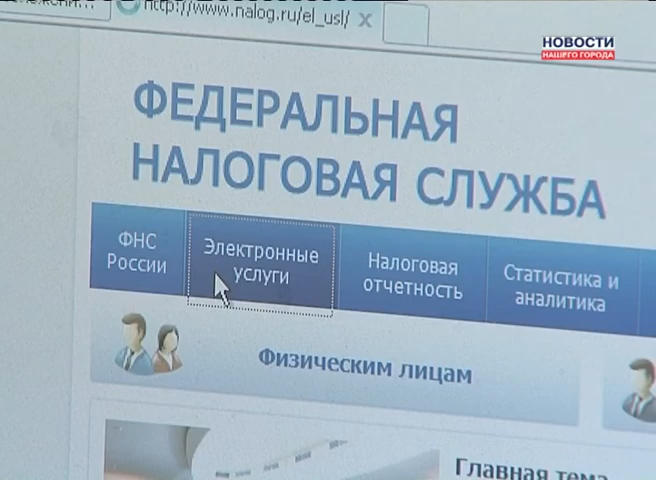 http://www.nalog.ru/el_usl/
НОВОСТИ
НАШЕГО ГОРОДА
ФЕДЕРАЛЬНАЯ
НАЛОГОВАЯ СЛУЖБА
ФНС
России
Электронные
услуги
Налоговая
отчетность
Статистика и
аналитика
Физическим лицам
Главная тема